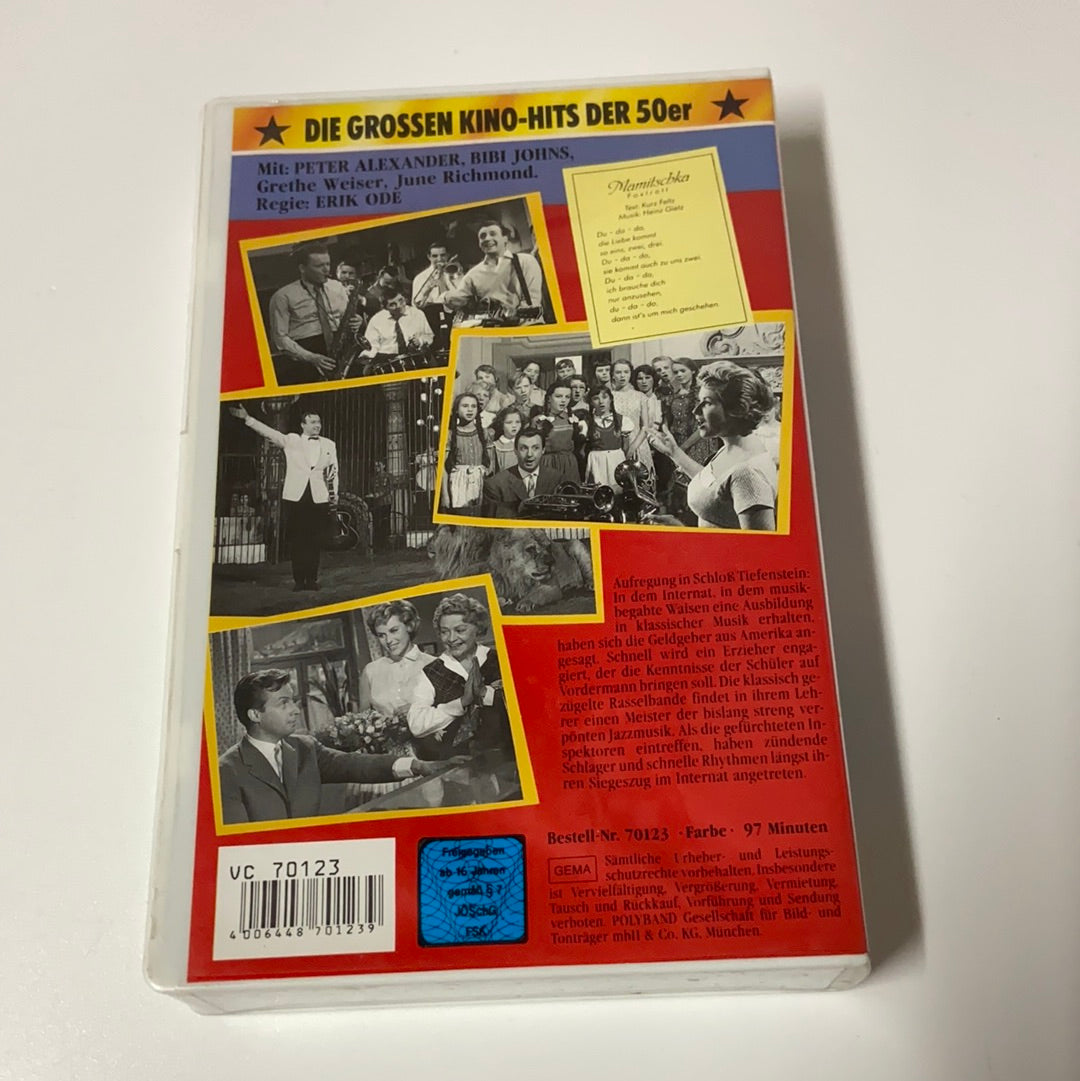 DIE GROSSEN KINO-HITS DER 50er
Mit: PETER ALEXANDER, BIBI JOHNS,
Grethe Weiser, June Richmond.
Regie: ERIK ODE
Mamitschka
Foxtrott
Text: Kurt Feltz
Musik: Heinz Gietz
Du - da - da,
die Liebe kommt
so eins, zwei, drei.
Du - da - da,
sie kommt auch zu uns zwei.
Du - da - da,
ich brauche dich
nur anzusehen,
du - da - da,
dann ist's um mich geschehen.
Aufregung in Schloß Tiefenstein:
In dem Internat, in dem musik-
begabte Waisen eine Ausbildung
in klassischer Musik erhalten,
haben sich die Geldgeber aus Amerika an-
gesagt. Schnell wird ein Erzieher enga-
giert, der die Kenntnisse der Schüler auf
Vordermann bringen soll. Die klassisch ge-
zügelte Rasselbande findet in ihrem Leh-
rer einen Meister der bislang streng ver-
pönten Jazzmusik. Als die gefürchteten In-
spektoren eintreffen, haben zündende
Schlager und schnelle Rhythmen längst ih-
ren Siegeszug im Internat angetreten.
Bestell-Nr. 70123 · Farbe · 97 Minuten
GEMA
Sämtliche Urheber- und Leistungs-
schutzrechte vorbehalten. Insbesondere
ist Vervielfältigung, Vergrößerung, Vermietung,
Tausch und Rückkauf, Vorführung und Sendung
verboten. POLYBAND Gesellschaft für Bild- und
Tonträger mbH & Co. KG, München.
VC 70123
4 006448 701239
Freigegeben
ab 16 Jahren
gemäß § 7
JÖSchG
FSK